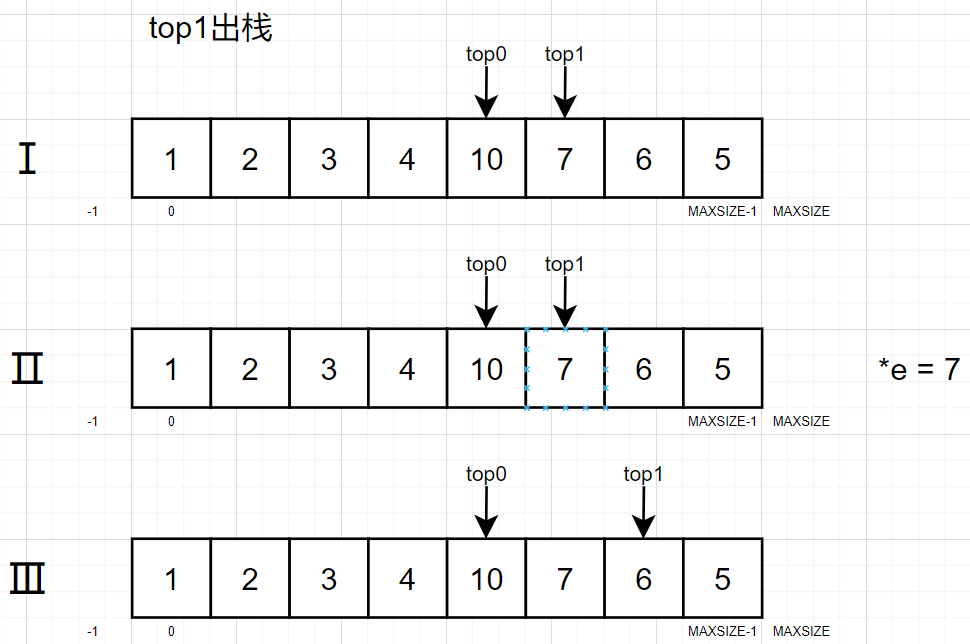 top1出栈
top0 top1
Ⅰ 1 2 3 4 10 7 6 5
-1 0 MAXSIZE-1 MAXSIZE
top0 top1
Ⅱ 1 2 3 4 10 7 6 5 *e = 7
-1 0 MAXSIZE-1 MAXSIZE
top0 top1
Ⅲ 1 2 3 4 10 7 6 5
-1 0 MAXSIZE-1 MAXSIZE